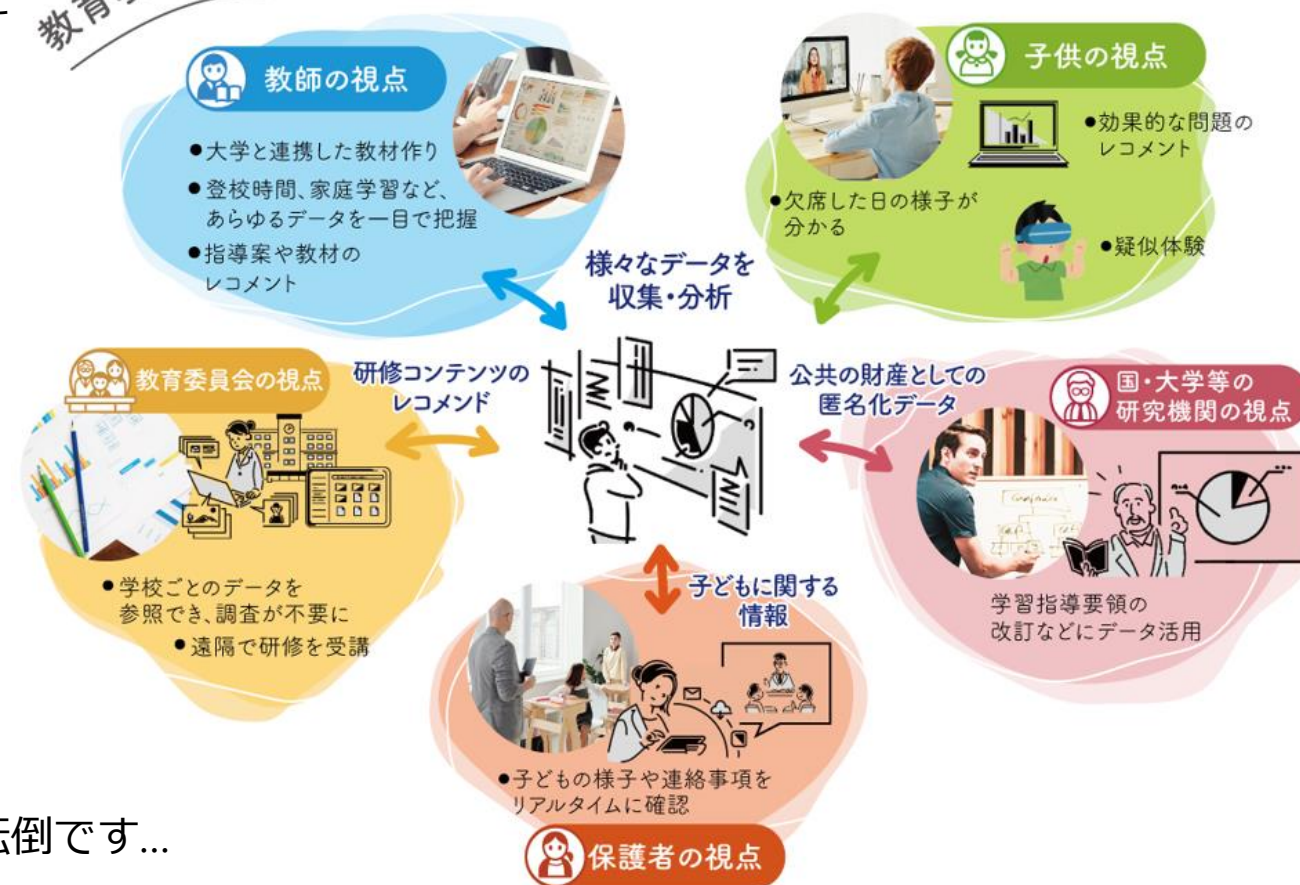 教育
教師の視点
●大学と連携した教材作り
●登校時間、家庭学習など、
あらゆるデータを一目で把握
●指導案や教材の
レコメント
子供の視点
●効果的な問題の
レコメント
●欠席した日の様子が
分かる
●疑似体験
様々なデータを
収集・分析
教育委員会の視点
研修コンテンツの
レコメンド
公共の財産としての
匿名化データ
国・大学等の
研究機関の視点
●学校ごとのデータを
参照でき、調査が不要に
●遠隔で研修を受講
子どもに関する
情報
学習指導要領の
改訂などにデータ活用
●子どもの様子や連絡事項を
リアルタイムに確認
転倒です…
保護者の視点